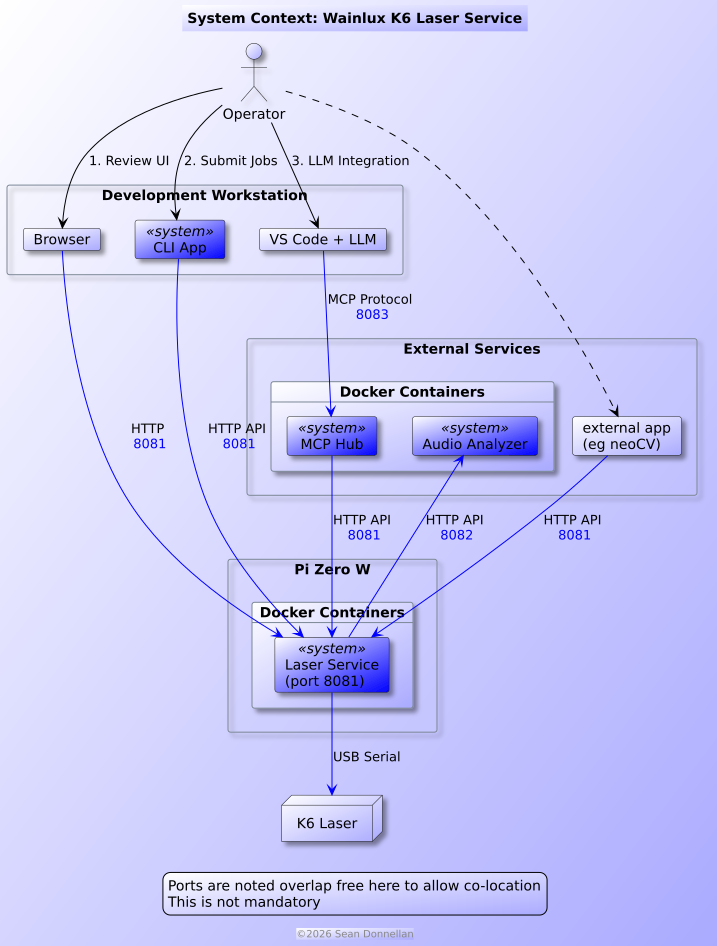 System Context: Wainlux K6 Laser Service
Operator
1. Review UI
2. Submit Jobs
3. LLM Integration
Development Workstation
Browser
«system»
CLI App
VS Code + LLM
MCP Protocol
8083
External Services
Docker Containers
«system»
MCP Hub
«system»
Audio Analyzer
external app
(eg neoCV)
HTTP
8081
HTTP API
8081
HTTP API
8081
HTTP API
8082
HTTP API
8081
Pi Zero W
Docker Containers
«system»
Laser Service
(port 8081)
USB Serial
K6 Laser
Ports are noted overlap free here to allow co-location
This is not mandatory
©2026 Sean Donnellan